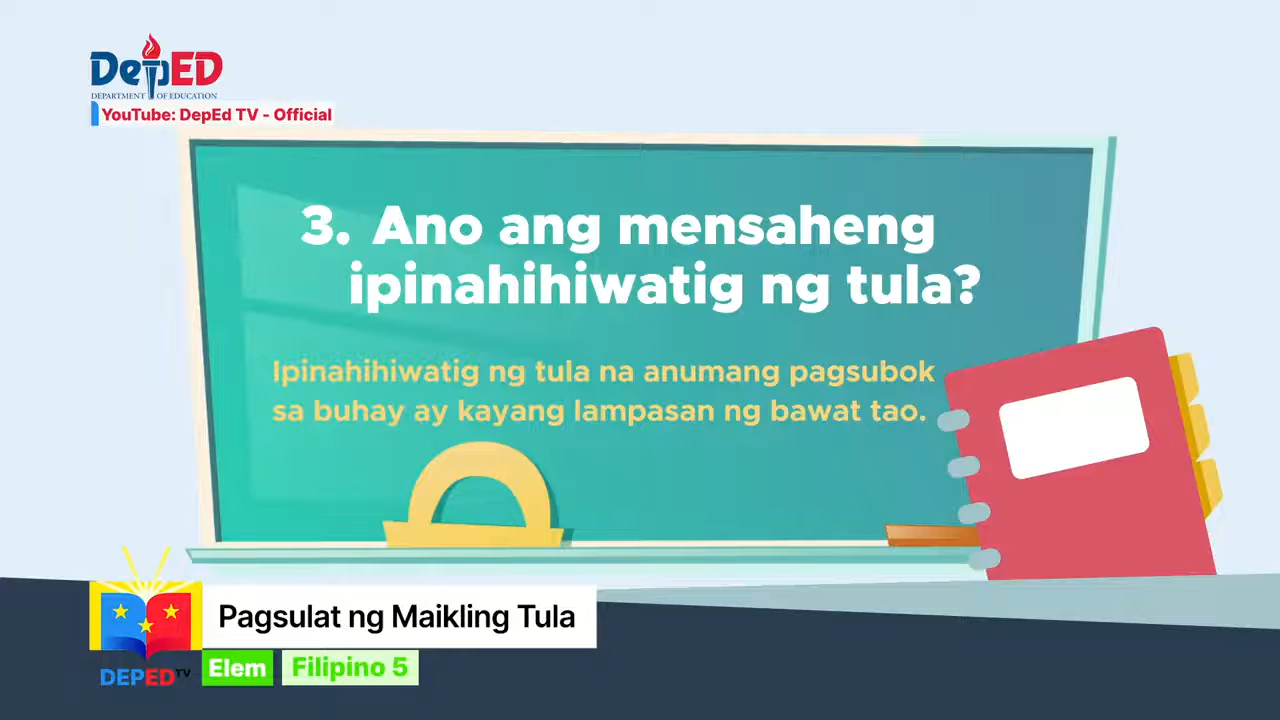 DepED
DEPARTMENT OF EDUCATION
YouTube: DepEd TV - Official
3. Ano ang mensaheng
ipinahihiwatig ng tula?
Ipinahihiwatig ng tula na anumang pagsubok
sa buhay ay kayang lampasan ng bawat tao.
Pagsulat ng Maikling Tula
DEPED TV
Elem Filipino 5